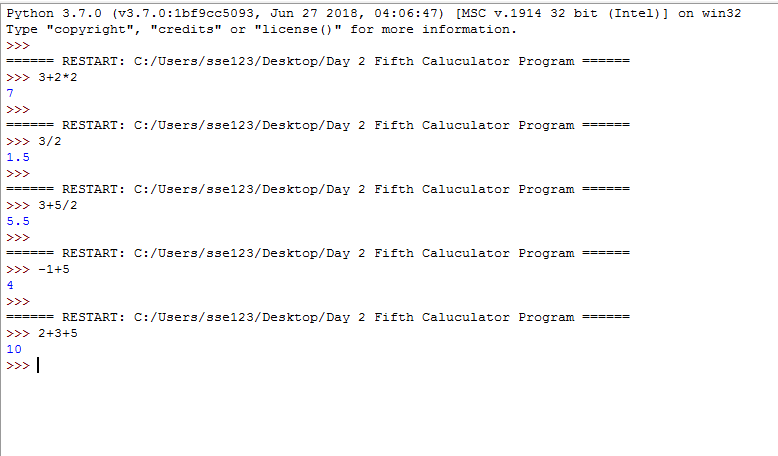 Python 3.7.0 (v3.7.0:1bf9cc5093, Jun 27 2018, 04:06:47) [MSC v.1914 32 bit (Intel)] on win32
Type "copyright", "credits" or "license()" for more information.
>>>
====== RESTART: C:/Users/sse123/Desktop/Day 2 Fifth Caluculator Program ======
>>> 3+2*2
7
>>>
====== RESTART: C:/Users/sse123/Desktop/Day 2 Fifth Caluculator Program ======
>>> 3/2
1.5
>>>
====== RESTART: C:/Users/sse123/Desktop/Day 2 Fifth Caluculator Program ======
>>> 3+5/2
5.5
>>>
====== RESTART: C:/Users/sse123/Desktop/Day 2 Fifth Caluculator Program ======
>>> -1+5
4
>>>
====== RESTART: C:/Users/sse123/Desktop/Day 2 Fifth Caluculator Program ======
>>> 2+3+5
10
>>>